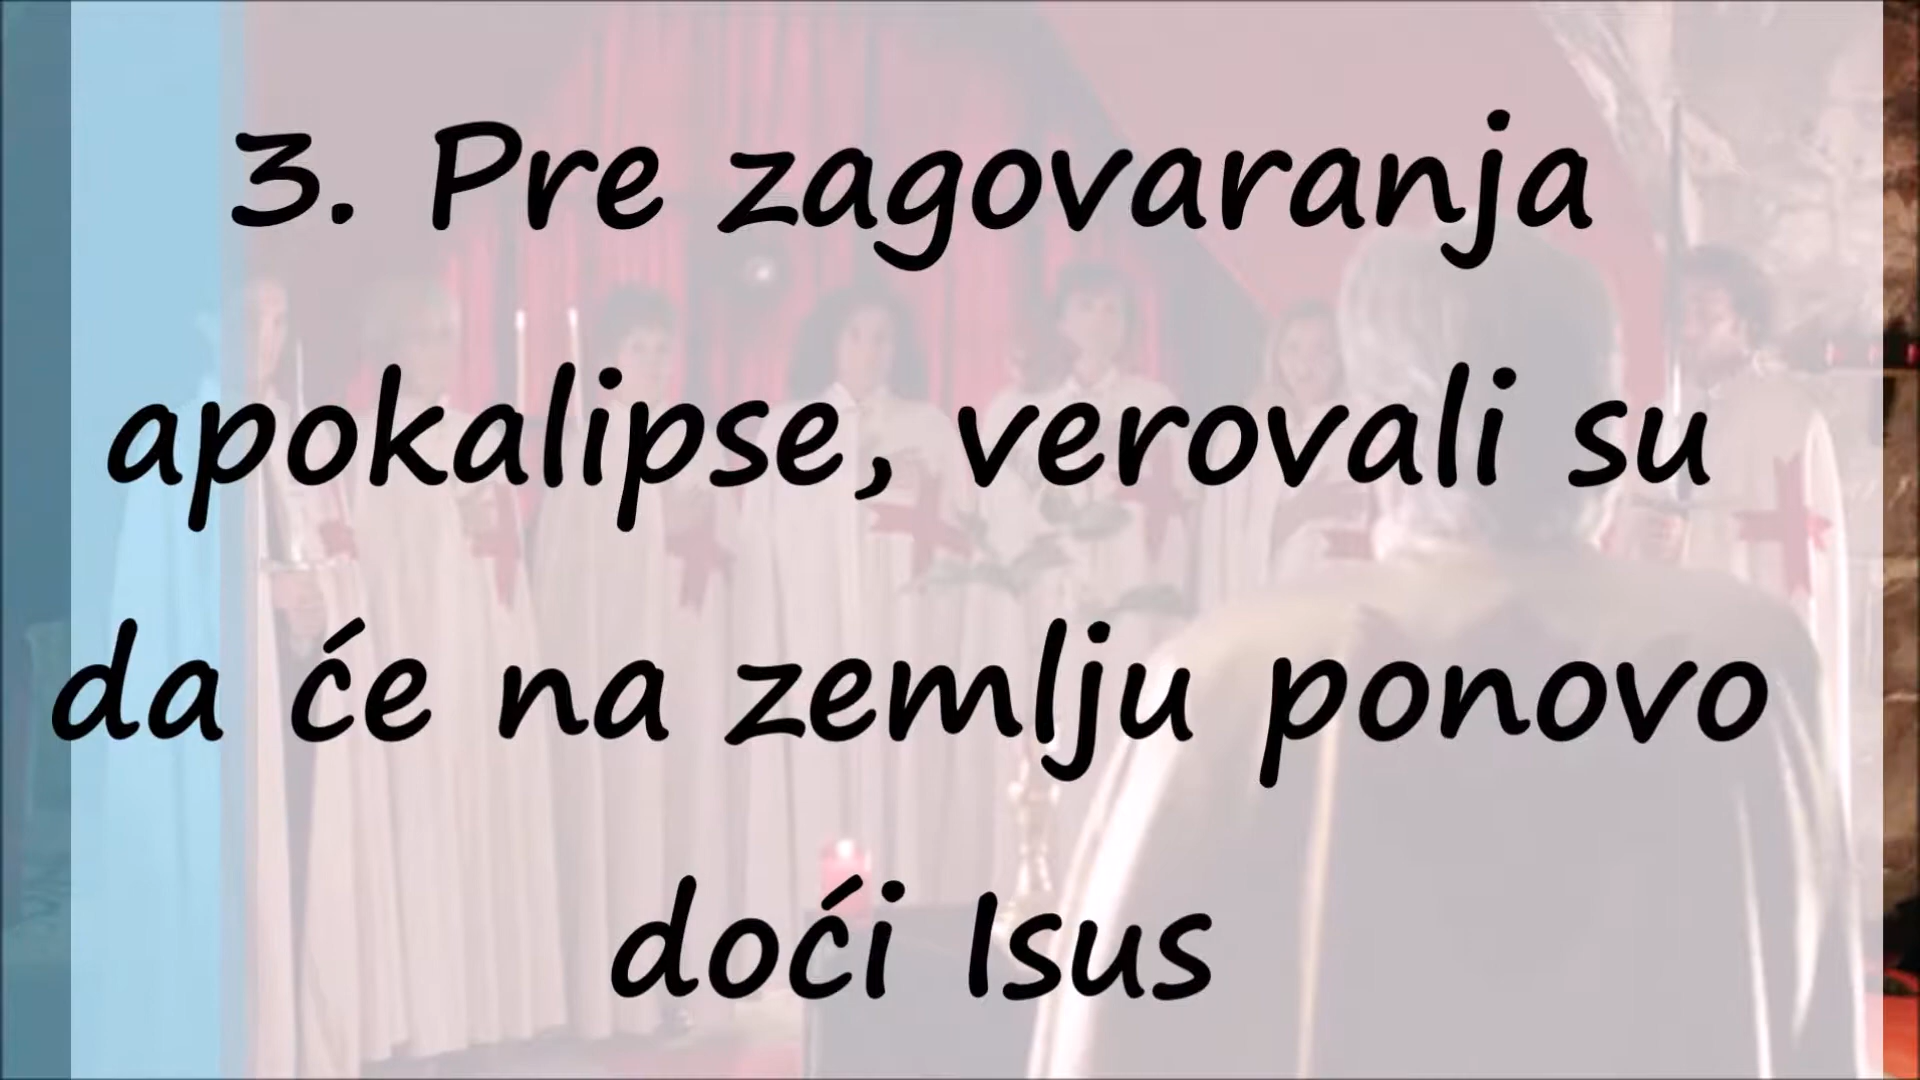 3. Pre zagovaranja
apokalipse, verovali su
da će na zemlju ponovo
doći Isus